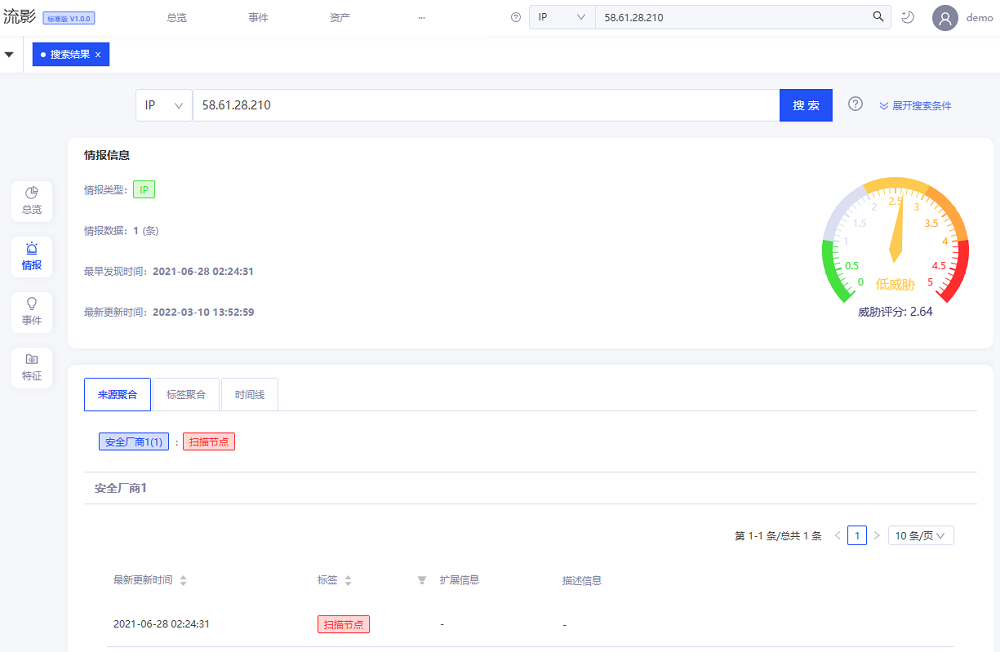 流影 标准版 V1.0.0 总览 事件 资产 ... IP 58.61.28.210 demo
搜索结果 ×
IP 58.61.28.210 搜索 展开搜索条件
情报信息
情报类型: IP
情报数据: 1 (条)
最早发现时间: 2021-06-28 02:24:31
最新更新时间: 2022-03-10 13:52:59
0 0.5 1 1.5 2 2.5 3 3.5 4 4.5 5
低威胁
威胁评分: 2.64
总览
情报
事件
特征
来源聚合 标签聚合 时间线
安全厂商1(1) : 扫描节点
安全厂商1
第 1-1 条/总共 1 条 < 1 > 10 条/页
最新更新时间 标签 扩展信息 描述信息
2021-06-28 02:24:31 扫描节点 - -